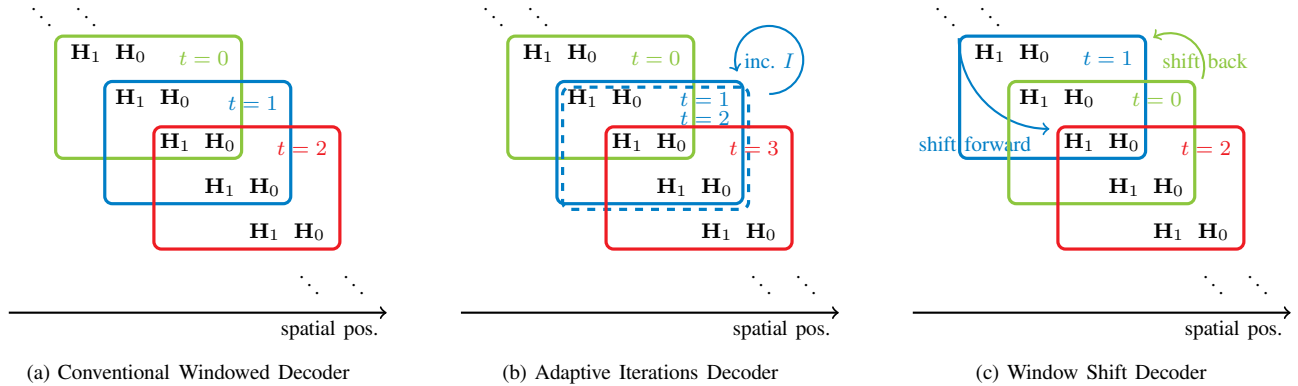 H1 H0 t = 0
H1 H0 t = 1
H1 H0 t = 2
H1 H0
H1 H0
spatial pos.
(a) Conventional Windowed Decoder
H1 H0 t = 0
inc. I
H1 H0 t = 1
t = 2
H1 H0 t = 3
H1 H0
H1 H0
spatial pos.
(b) Adaptive Iterations Decoder
H1 H0 t = 1 shift back
H1 H0 t = 0
shift forward H1 H0 t = 2
H1 H0
H1 H0
spatial pos.
(c) Window Shift Decoder